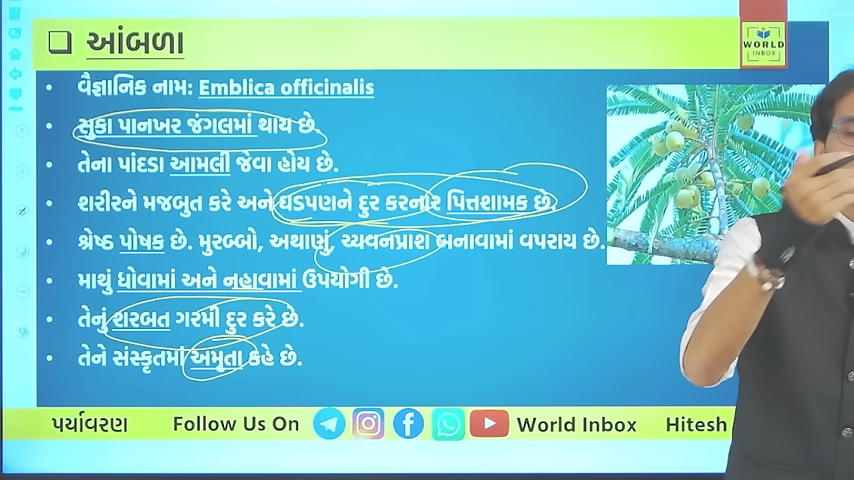 ❑ આંબળા
WORLD
INBOX
• વૈજ્ઞાનિક નામ: Emblica officinalis
• સુકા પાનખર જંગલમાં થાય છે.
• તેના પાંદડા આમલી જેવા હોય છે.
• શરીરને મજબુત કરે અને ઘડપણને દુર કરનાર પિત્તશામક છે.
• શ્રેષ્ઠ પોષક છે. મુરબ્બો, અથાણું, ચ્યવનપ્રાશ બનાવામાં વપરાય છે.
• માથું ધોવામાં અને નહાવામાં ઉપયોગી છે.
• તેનું શરબત ગરમી દુર કરે છે.
• તેને સંસ્કૃતમાં અમૃતા કહે છે.
પર્યાવરણ Follow Us On World Inbox Hitesh